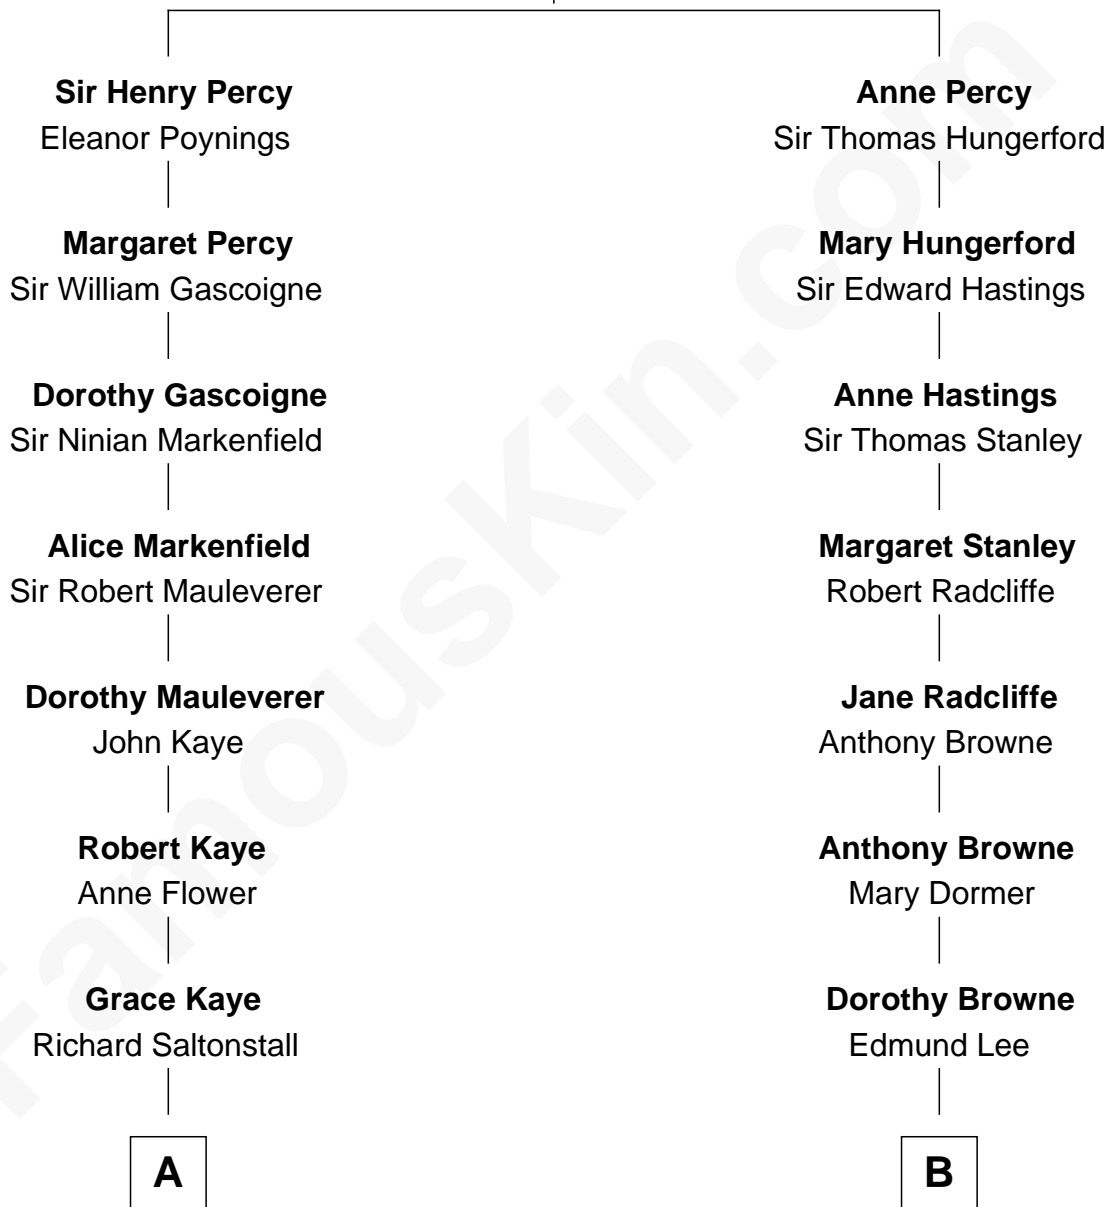 Sir Henry Percy
Eleanor Poynings
Margaret Percy
Sir William Gascoigne
Dorothy Gascoigne
Sir Ninian Markenfield
Alice Markenfield
Sir Robert Mauleverer
Dorothy Mauleverer
John Kaye
Robert Kaye
Anne Flower
Grace Kaye
Richard Saltonstall
A
Anne Percy
Sir Thomas Hungerford
Mary Hungerford
Sir Edward Hastings
Anne Hastings
Sir Thomas Stanley
Margaret Stanley
Robert Radcliffe
Jane Radcliffe
Anthony Browne
Anthony Browne
Mary Dormer
Dorothy Browne
Edmund Lee
B
FamousKin.com